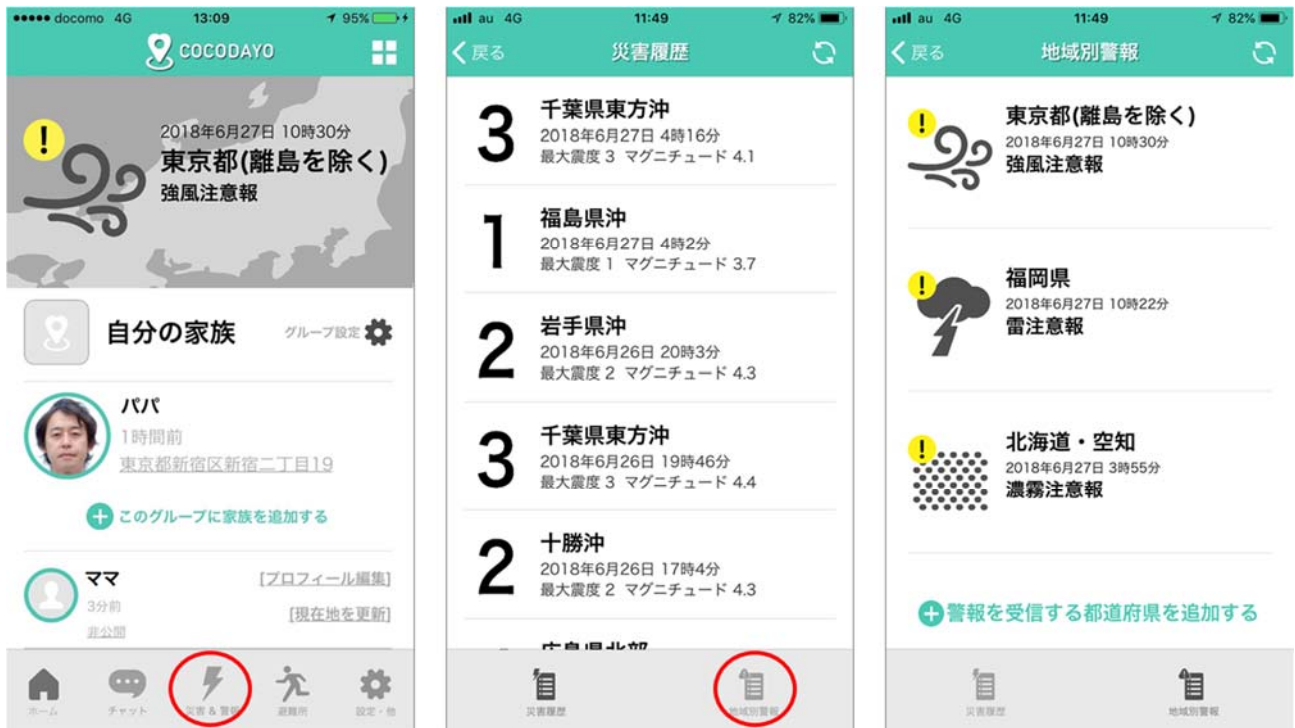 docomo 4G 13:09 95%
COCODAYO
2018年6月27日 10時30分
東京都(離島を除く)
強風注意報
自分の家族
グループ設定
パパ
1時間前
東京都新宿区新宿二丁目19
このグループに家族を追加する
ママ
[プロフィール編集]
3分前
[現在地を更新]
非公開
ホーム チャット 災害 & 警報 避難所 設定・他
au 4G 11:49 82%
戻る 災害履歴
3
千葉県東方沖
2018年6月27日 4時16分
最大震度 3 マグニチュード 4.1
1
福島県沖
2018年6月27日 4時2分
最大震度 1 マグニチュード 3.7
2
岩手県沖
2018年6月26日 20時3分
最大震度 2 マグニチュード 4.3
3
千葉県東方沖
2018年6月26日 19時46分
最大震度 3 マグニチュード 4.4
2
十勝沖
2018年6月26日 17時4分
最大震度 2 マグニチュード 4.3
災害履歴 地域別警報
au 4G 11:49 82%
戻る 地域別警報
東京都(離島を除く)
2018年6月27日 10時30分
強風注意報
福岡県
2018年6月27日 10時22分
雷注意報
北海道・空知
2018年6月27日 3時55分
濃霧注意報
警報を受信する都道府県を追加する
災害履歴 地域別警報